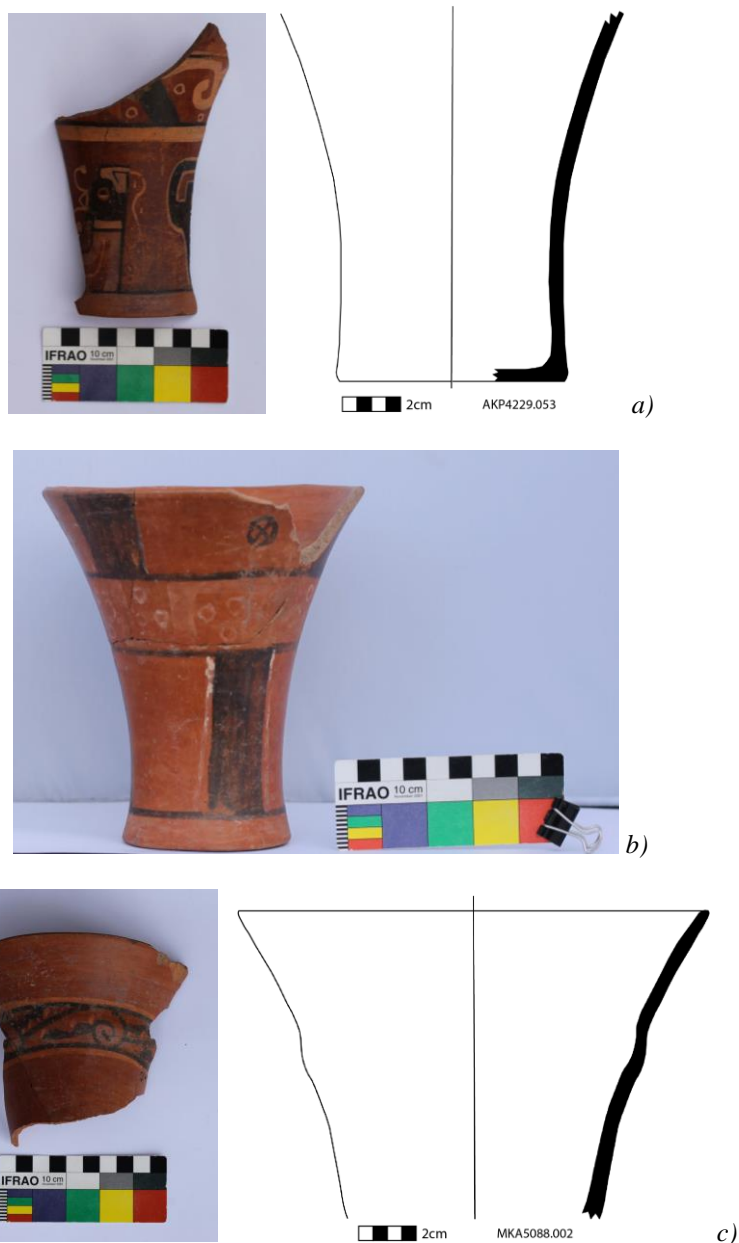 IFRAO 10 cm
2cm AKP4229.053 a)
IFRAO 10 cm
b)
IFRAO 10 cm
2cm MKA5088.002 c)